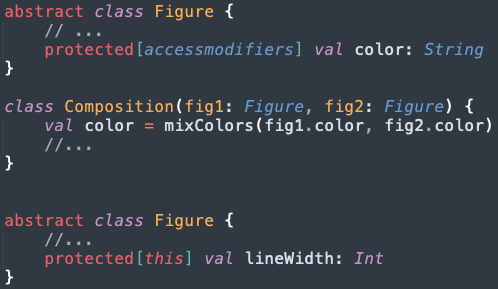 abstract class Figure {
    // ...
    protected[accessmodifiers] val color: String
}

class Composition(fig1: Figure, fig2: Figure) {
    val color = mixColors(fig1.color, fig2.color)
    //...
}

abstract class Figure {
    //...
    protected[this] val lineWidth: Int
}